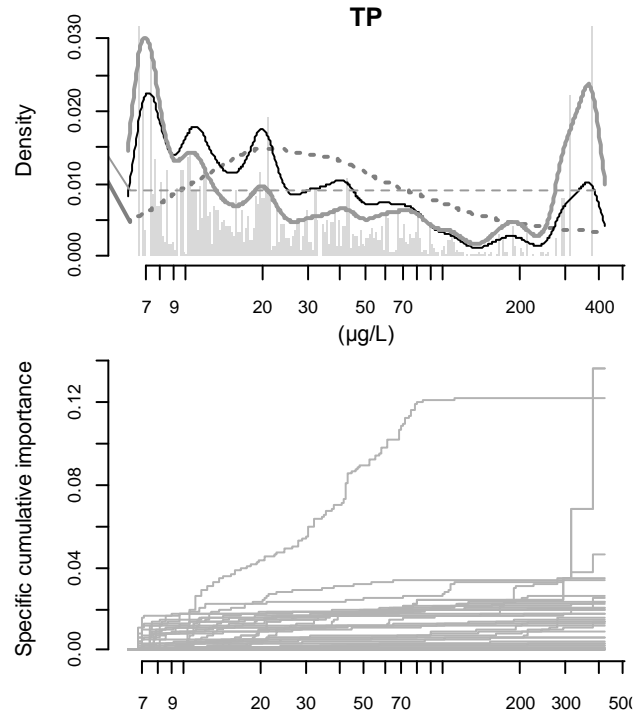 TP
Density
0.000 0.010 0.020 0.030
7 9 20 30 50 70 200 400
(µg/L)
Specific cumulative importance
0.00 0.04 0.08 0.12
7 9 20 30 50 70 200 300 500